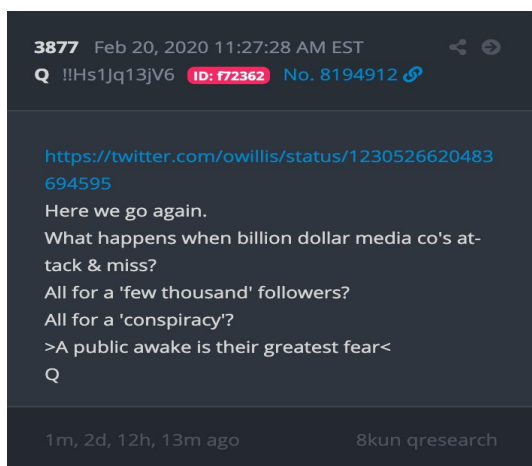 3877 Feb 20, 2020 11:27:28 AM EST
Q !!Hs1Jq13jV6 ID: f72362 No. 8194912
https://twitter.com/owillis/status/1230526620483
694595
Here we go again.
What happens when billion dollar media co's at-
tack & miss?
All for a 'few thousand' followers?
All for a 'conspiracy'?
>A public awake is their greatest fear<
Q
1m, 2d, 12h, 13m ago 8kun qresearch